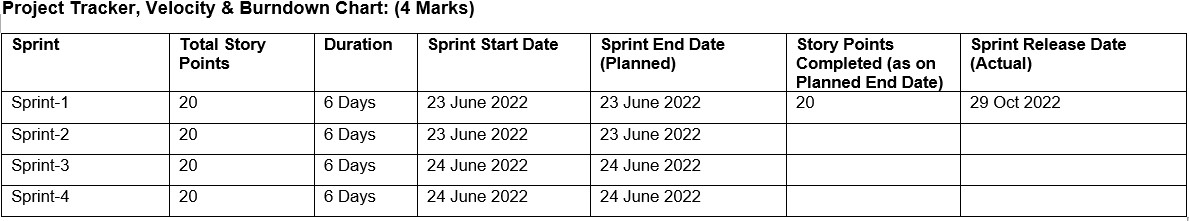 Project Tracker, Velocity & Burndown Chart: (4 Marks)
Sprint Total Story Points Duration Sprint Start Date Sprint End Date (Planned) Story Points Completed (as on Planned End Date) Sprint Release Date (Actual)
Sprint-1 20 6 Days 23 June 2022 23 June 2022 20 29 Oct 2022
Sprint-2 20 6 Days 23 June 2022 23 June 2022
Sprint-3 20 6 Days 24 June 2022 24 June 2022
Sprint-4 20 6 Days 24 June 2022 24 June 2022